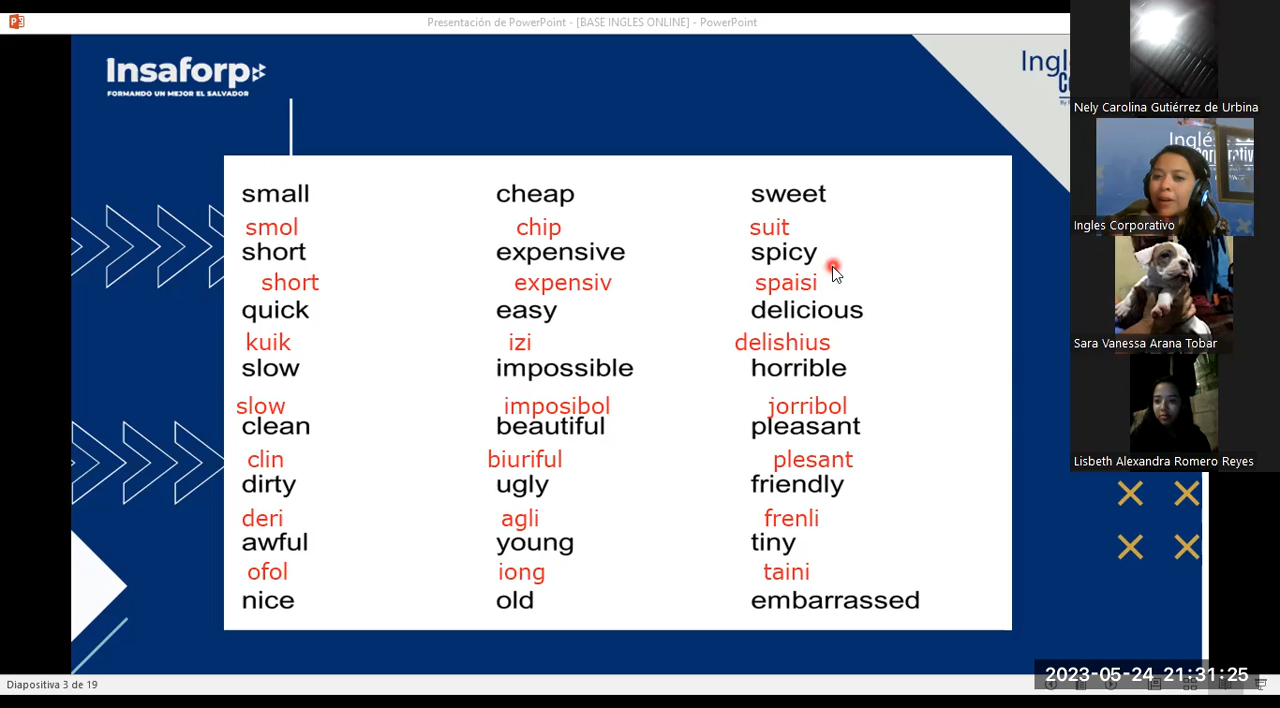 Presentación de PowerPoint - [BASE INGLES ONLINE] - PowerPoint
Insaforp
FORMANDO UN MEJOR EL SALVADOR
Ingl
small cheap sweet
smol chip suit
short expensive spicy
short expensiv spaisi
quick easy delicious
kuik izi delishius
slow impossible horrible
slow imposibol jorribol
clean beautiful pleasant
clin biuriful plesant
dirty ugly friendly
deri agli frenli
awful young tiny
ofol iong taini
nice old embarrassed
Nely Carolina Gutiérrez de Urbina
Inglés
Ingles Corporativo
Sara Vanessa Arana Tobar
Lisbeth Alexandra Romero Reyes
Diapositiva 3 de 19
2023-05-24 21:31:25